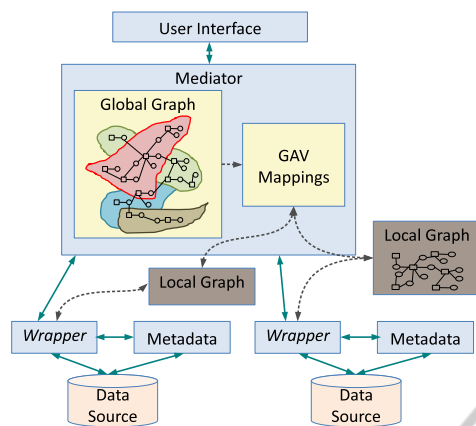 User Interface
Mediator
Global Graph
GAV
Mappings
Local Graph
Local Graph
Wrapper
Metadata
Wrapper
Metadata
Data
Source
Data
Source